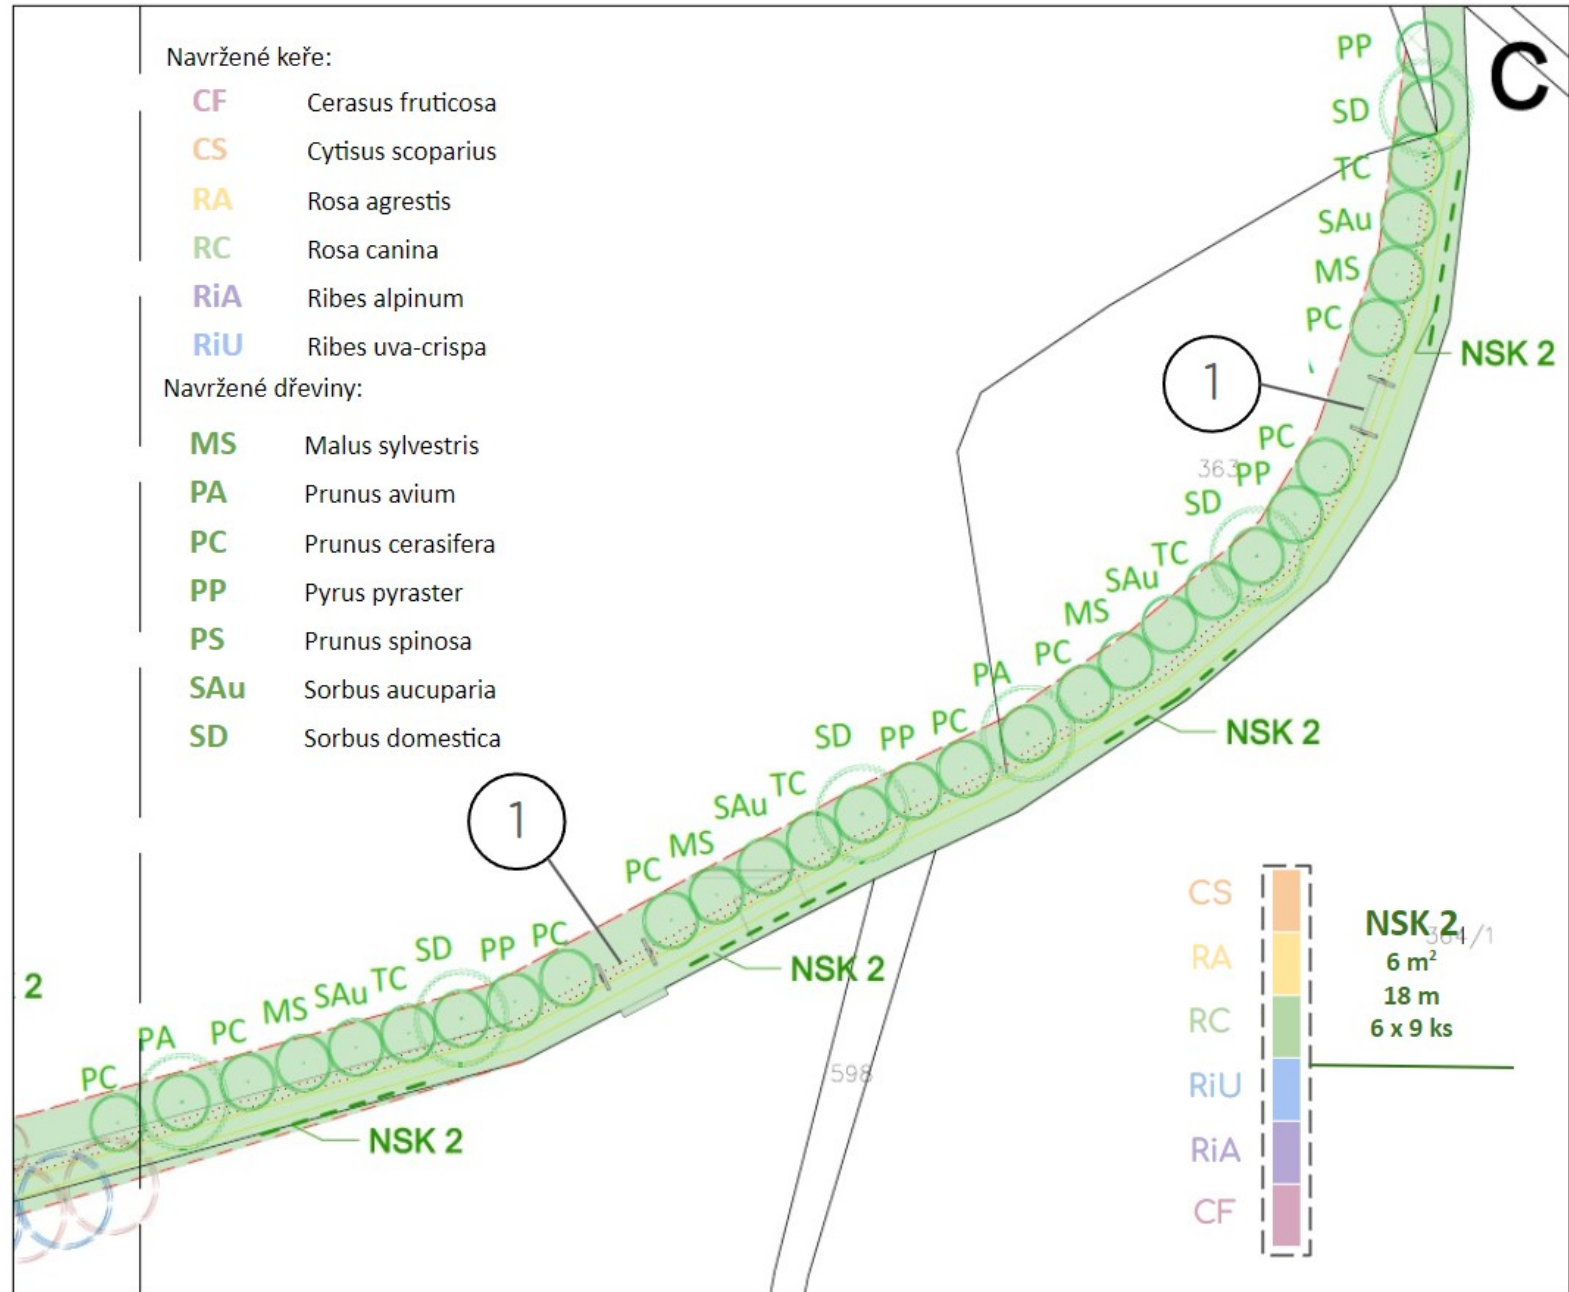 Navržené keře:
CF Cerasus fruticosa
CS Cytisus scoparius
RA Rosa agrestis
RC Rosa canina
RiA Ribes alpinum
RiU Ribes uva-crispa
Navržené dřeviny:
MS Malus sylvestris
PA Prunus avium
PC Prunus cerasifera
PP Pyrus pyraster
PS Prunus spinosa
SAu Sorbus aucuparia
SD Sorbus domestica
C
PP
SD
TC
SAu
MS
PC
NSK 2
1
PC
363
PP
SD
TC
SAu
MS
PC
PA
NSK 2
PC
PP
SD
TC
SAu
MS
PC
1
NSK 2
PC
PP
SD
TC
SAu
MS
PC
PA
PC
2
NSK 2
598
CS
RA
RC
RiU
RiA
CF
NSK 2
364/1
6 m²
18 m
6 x 9 ks